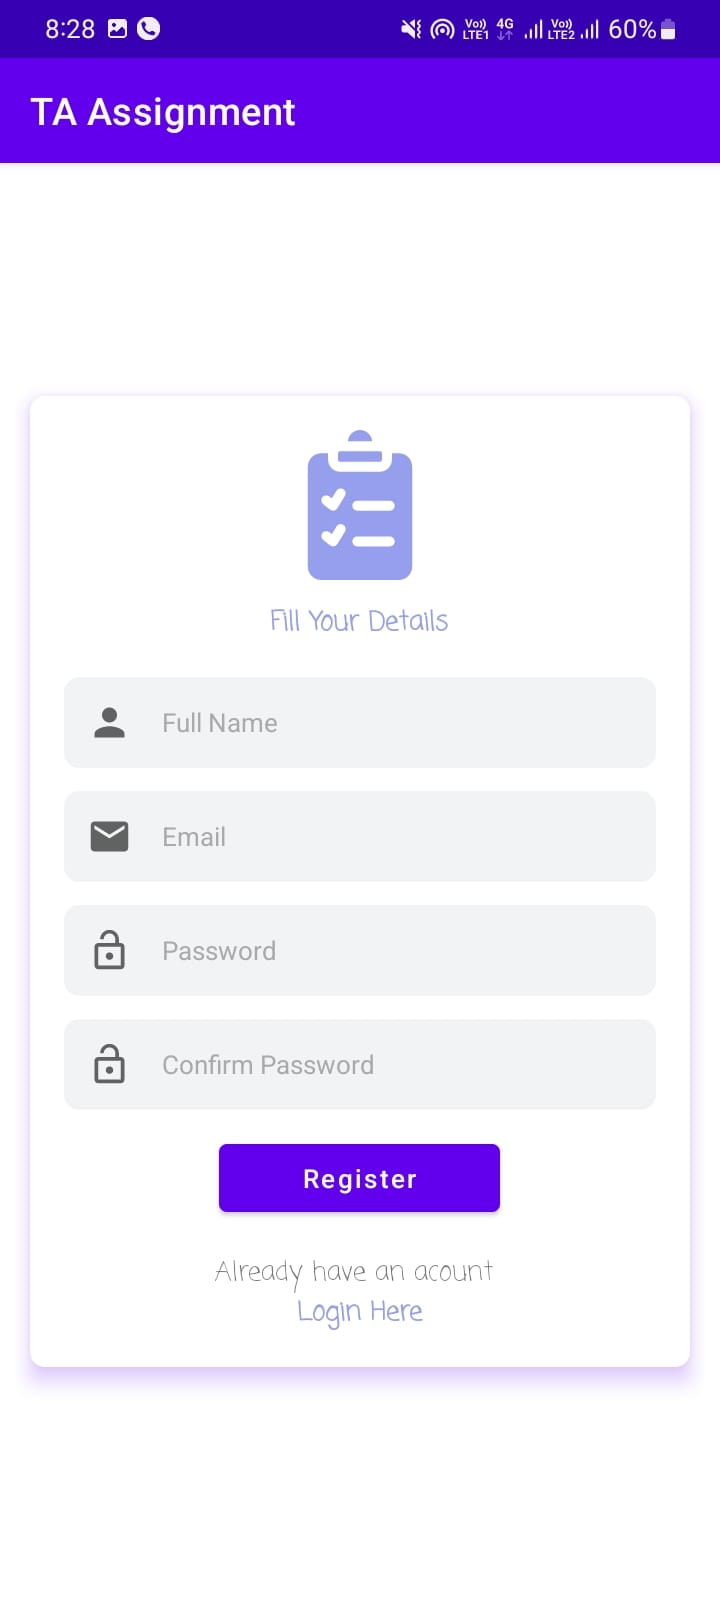 8:28 Vo)) LTE1 4G Vo)) LTE2 60%
TA Assignment
Fill Your Details
Full Name
Email
Password
Confirm Password
Register
Already have an acount
Login Here